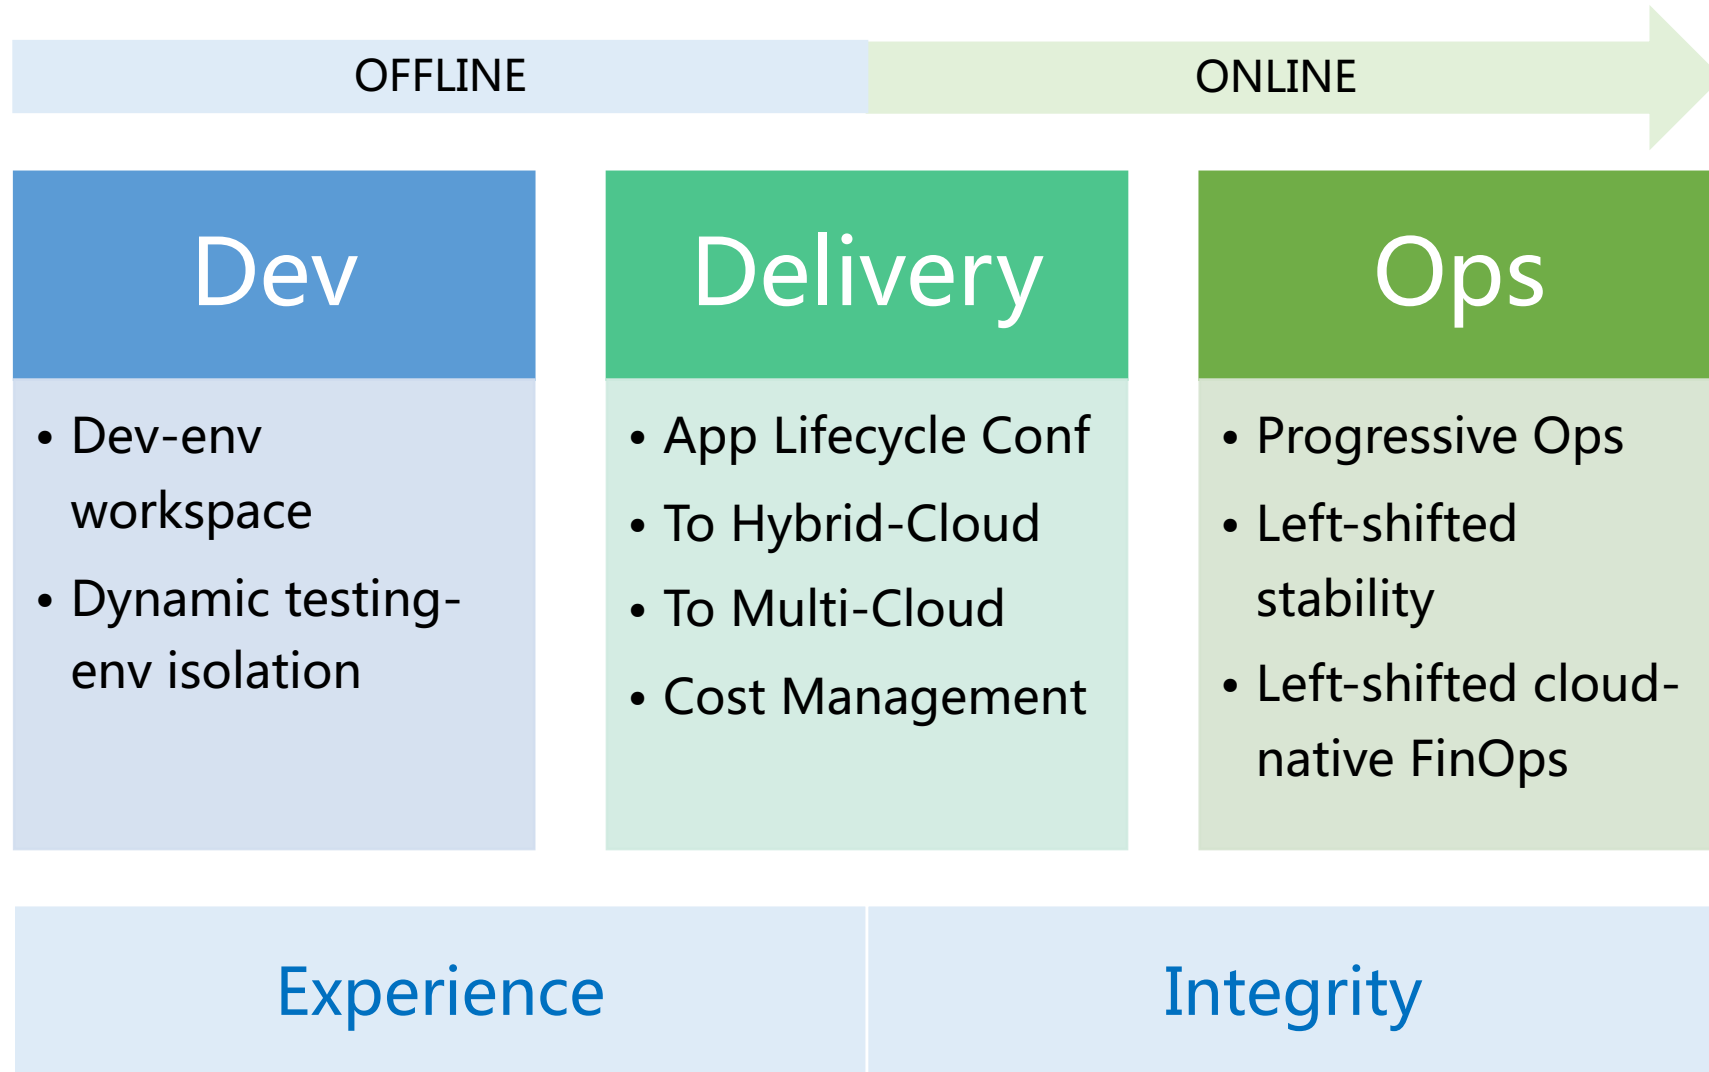 OFFLINE
ONLINE
Dev
• Dev-env
workspace
• Dynamic testing-
env isolation
Delivery
• App Lifecycle Conf
• To Hybrid-Cloud
• To Multi-Cloud
• Cost Management
Ops
• Progressive Ops
• Left-shifted
stability
• Left-shifted cloud-
native FinOps
Experience
Integrity